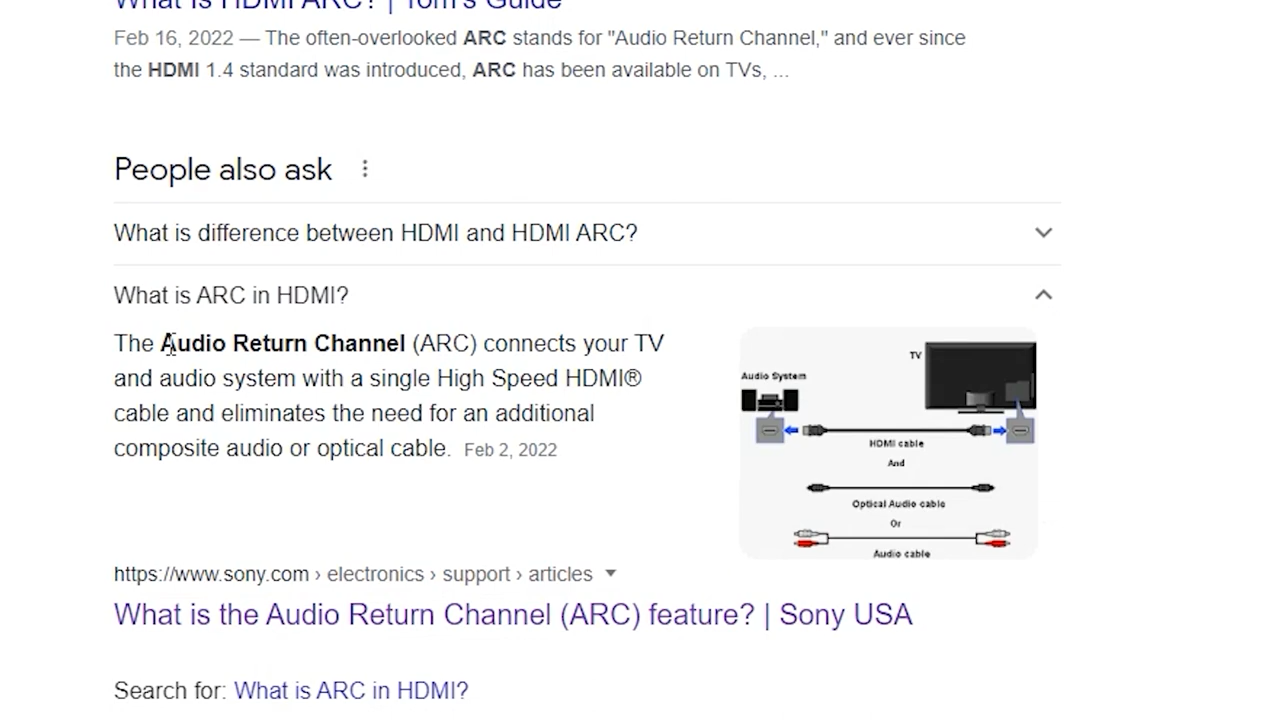 What is HDMI ARC? | Tom's Guide
Feb 16, 2022 — The often-overlooked ARC stands for "Audio Return Channel," and ever since
the HDMI 1.4 standard was introduced, ARC has been available on TVs, ...
People also ask
What is difference between HDMI and HDMI ARC?
What is ARC in HDMI?
The Audio Return Channel (ARC) connects your TV
and audio system with a single High Speed HDMI®
cable and eliminates the need for an additional
composite audio or optical cable. Feb 2, 2022
TV
Audio System
HDMI cable
And
Optical Audio cable
Or
Audio cable
https://www.sony.com › electronics › support › articles
What is the Audio Return Channel (ARC) feature? | Sony USA
Search for: What is ARC in HDMI?